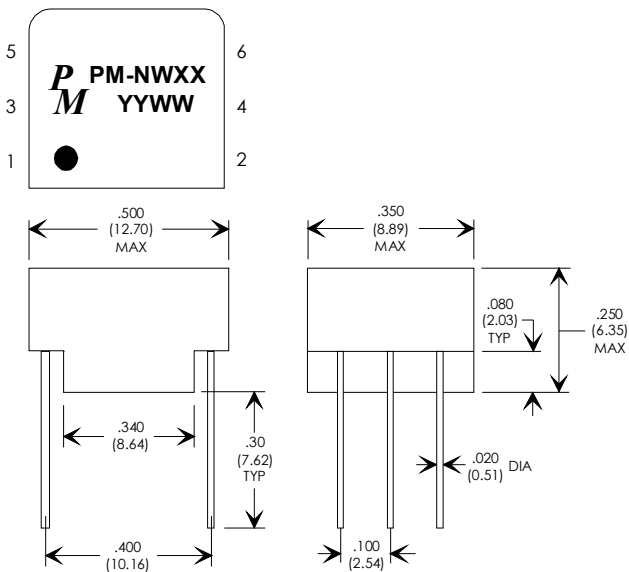 5
6
P PM-NWXX
3
M YYWW
4
1
2
.500
(12.70)
MAX
.350
(8.89)
MAX
.080
(2.03)
TYP
.250
(6.35)
MAX
.340
(8.64)
.30
(7.62)
TYP
.020
(0.51) DIA
.400
(10.16)
.100
(2.54)